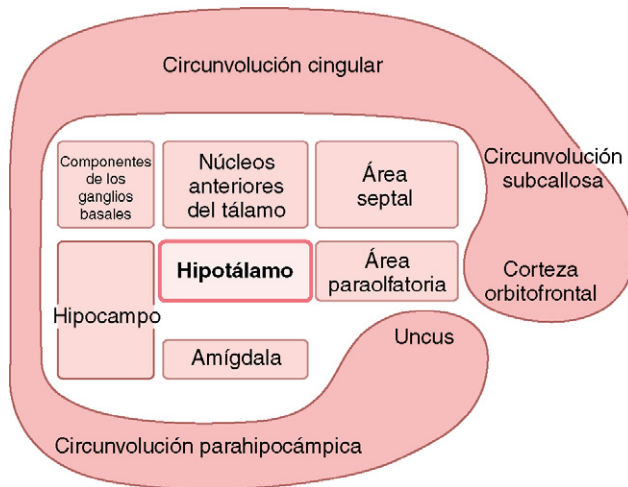 Circunvolución cingular
Componentes
de los
ganglios
basales
Núcleos
anteriores
del tálamo
Área
septal
Circunvolución
subcallosa
Hipocampo
Hipotálamo
Área
paraolfatoria
Corteza
orbitofrontal
Amígdala
Uncus
Circunvolución parahipocámpica